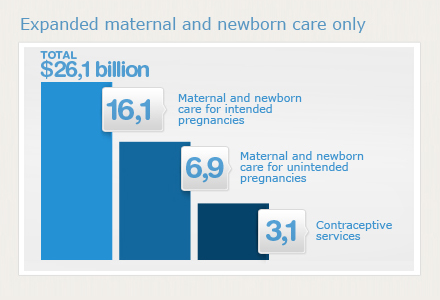 Expanded maternal and newborn care only
TOTAL
$26,1 billion
16,1
Maternal and newborn
care for intended
pregnancies
6,9
Maternal and newborn
care for unintended
pregnancies
3,1
Contraceptive
services